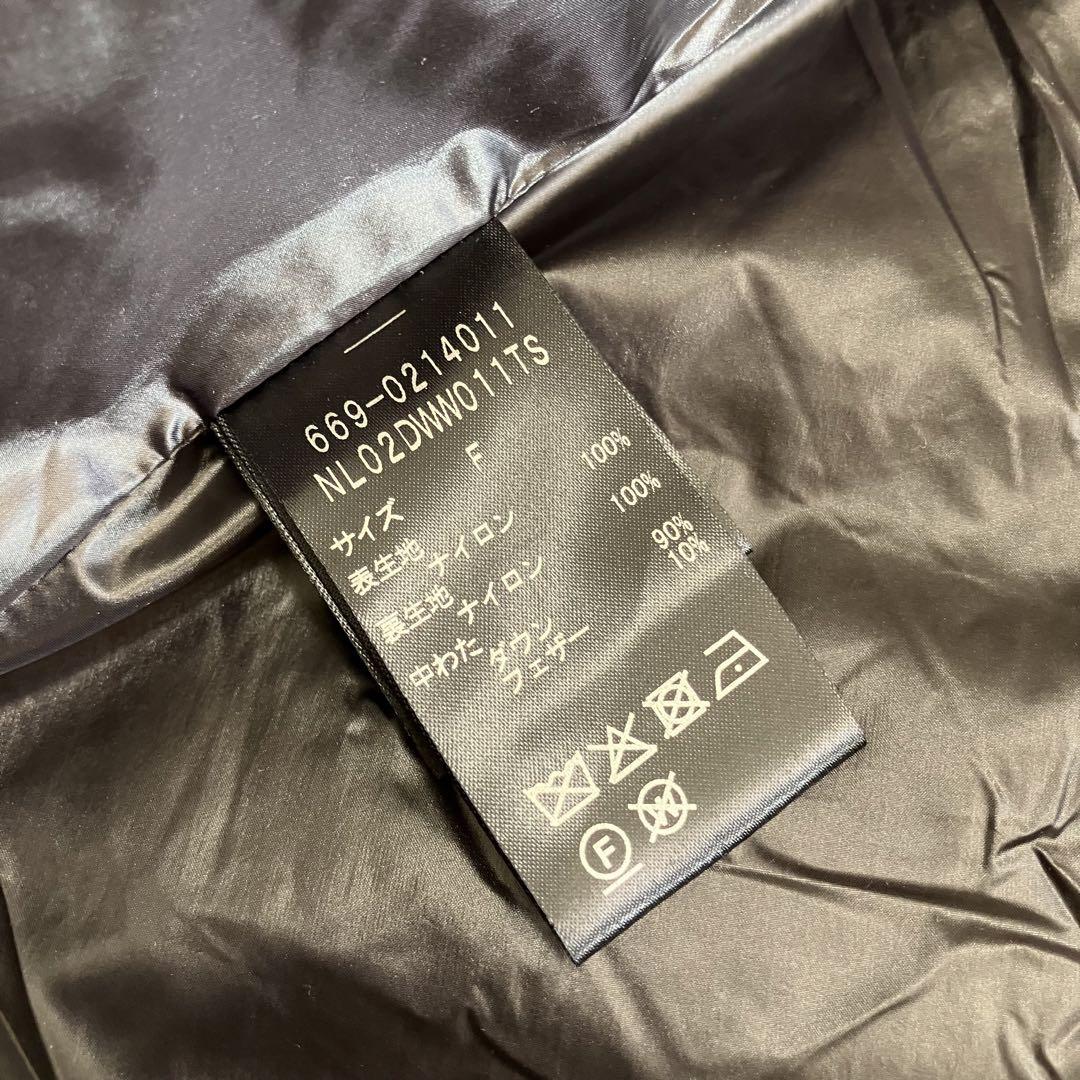 669-0214011
NL02DWW011TS
サイズ F
表生地
ナイロン 100%
裏生地
ナイロン 100%
中わた
ダウン 90%
フェザー 10%
F W